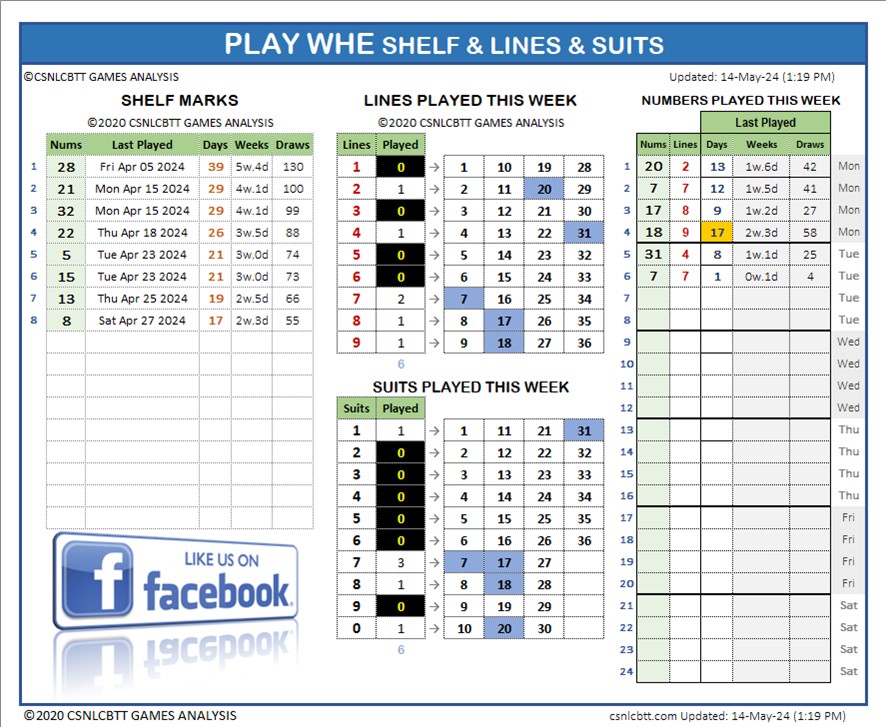 PLAY WHE SHELF & LINES & SUITS
©CSNLCBTT GAMES ANALYSIS
Updated: 14-May-24 (1:19 PM)
SHELF MARKS
©2020 CSNLCBTT GAMES ANALYSIS
Nums Last Played Days Weeks Draws
1 28 Fri Apr 05 2024 39 5w.4d 130
2 21 Mon Apr 15 2024 29 4w.1d 100
3 32 Mon Apr 15 2024 29 4w.1d 99
4 22 Thu Apr 18 2024 26 3w.5d 88
5 5 Tue Apr 23 2024 21 3w.0d 74
6 15 Tue Apr 23 2024 21 3w.0d 73
7 13 Thu Apr 25 2024 19 2w.5d 66
8 8 Sat Apr 27 2024 17 2w.3d 55
LIKE US ON
f facebook.
LINES PLAYED THIS WEEK
©2020 CSNLCBTT GAMES ANALYSIS
Lines Played
1 0 → 1 10 19 28
2 1 → 2 11 20 29
3 0 → 3 12 21 30
4 1 → 4 13 22 31
5 0 → 5 14 23 32
6 0 → 6 15 24 33
7 2 → 7 16 25 34
8 1 → 8 17 26 35
9 1 → 9 18 27 36
6
SUITS PLAYED THIS WEEK
Suits Played
1 1 → 1 11 21 31
2 0 → 2 12 22 32
3 0 → 3 13 23 33
4 0 → 4 14 24 34
5 0 → 5 15 25 35
6 0 → 6 16 26 36
7 3 → 7 17 27
8 1 → 8 18 28
9 0 → 9 19 29
0 1 → 10 20 30
6
NUMBERS PLAYED THIS WEEK
Last Played
Nums Lines Days Weeks Draws
1 20 2 13 1w.6d 42 Mon
2 7 7 12 1w.5d 41 Mon
3 17 8 9 1w.2d 27 Mon
4 18 9 17 2w.3d 58 Mon
5 31 4 8 1w.1d 25 Tue
6 7 7 1 0w.1d 4 Tue
7 Tue
8 Tue
9 Wed
10 Wed
11 Wed
12 Wed
13 Thu
14 Thu
15 Thu
16 Thu
17 Fri
18 Fri
19 Fri
20 Fri
21 Sat
22 Sat
23 Sat
24 Sat
©2020 CSNLCBTT GAMES ANALYSIS
csnlcbtt.com Updated: 14-May-24 (1:19 PM)